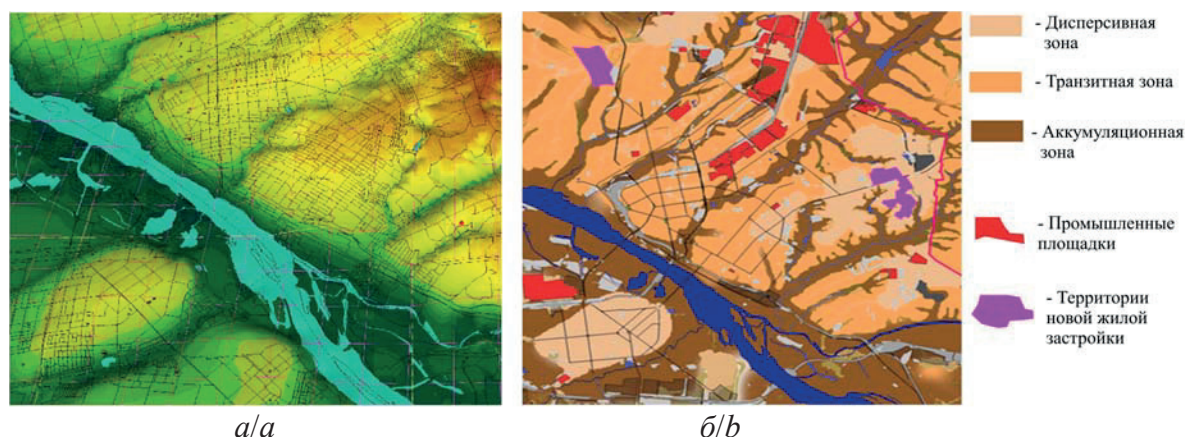 - Дисперсивная
зона
- Транзитная зона
- Аккумуляционная
зона
- Промышленные
площадки
- Территории
новой жилой
застройки
а/a
б/b